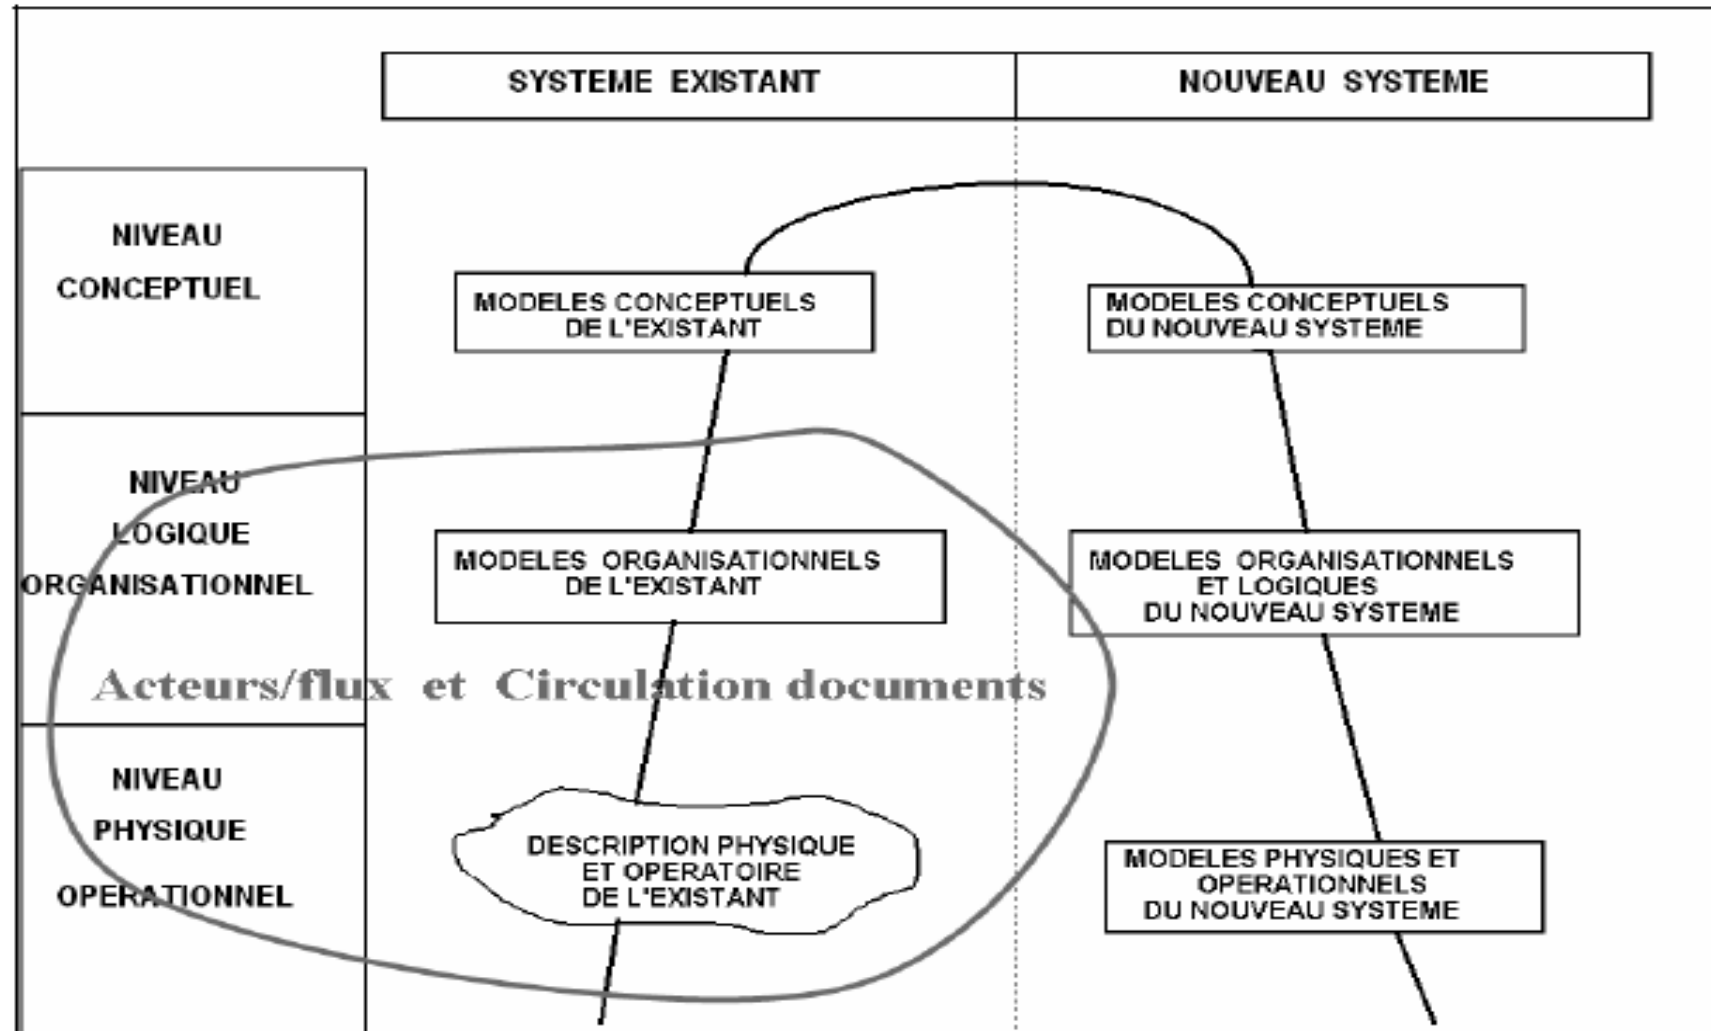 SYSTEME EXISTANT
NOUVEAU SYSTEME
NIVEAU
CONCEPTUEL
MODELES CONCEPTUELS
DE L'EXISTANT
MODELES CONCEPTUELS
DU NOUVEAU SYSTEME
NIVEAU
LOGIQUE
ORGANISATIONNEL
MODELES ORGANISATIONNELS
DE L'EXISTANT
MODELES ORGANISATIONNELS
ET LOGIQUES
DU NOUVEAU SYSTEME
Acteurs/flux et Circulation documents
NIVEAU
PHYSIQUE
OPERATIONNEL
DESCRIPTION PHYSIQUE
ET OPERATOIRE
DE L'EXISTANT
MODELES PHYSIQUES ET
OPERATIONNELS
DU NOUVEAU SYSTEME